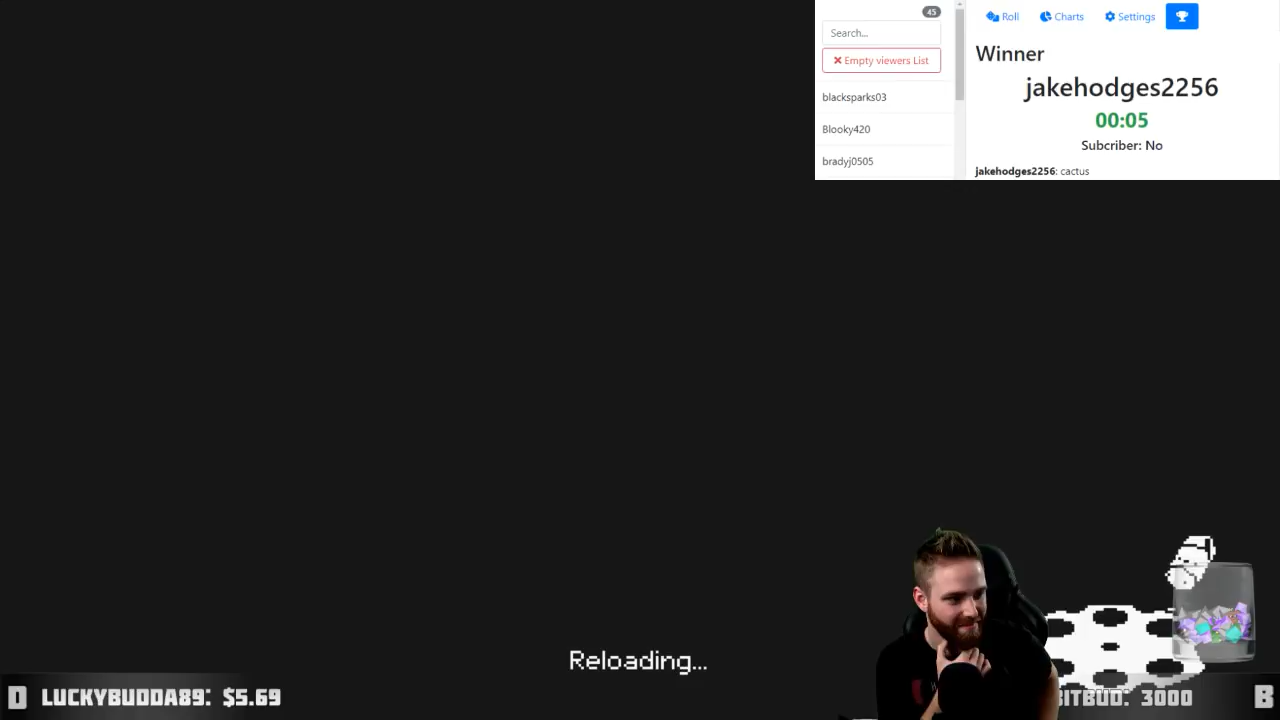 45
Search...
Empty viewers List
blacksparks03
Blooky420
bradyj0505
Roll Charts Settings
Winner
jakehodges2256
00:05
Subcriber: No
jakehodges2256: cactus
Reloading...
D LUCKYBUDDA89: $5.69
BITBUD: 3000 B